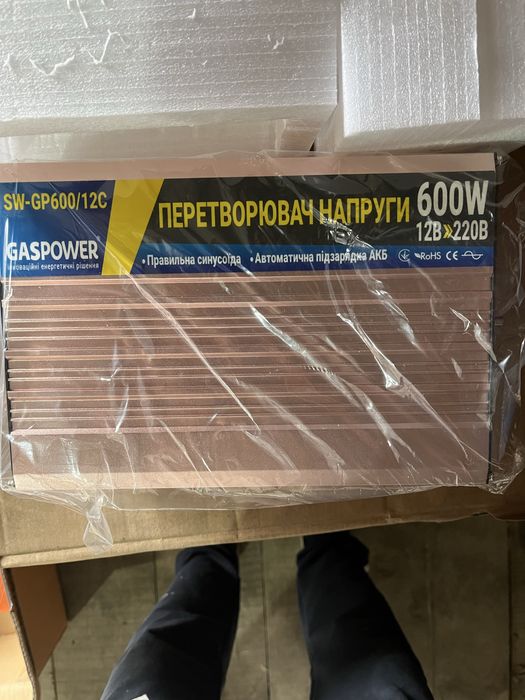 SW-GP600/12C
GASPOWER
інноваційні енергетичні рішення
ПЕРЕТВОРЮВАЧ НАПРУГИ
600W
12В»220В
• Правильна синусоїда • Автоматична підзарядка АКБ
RoHS CE